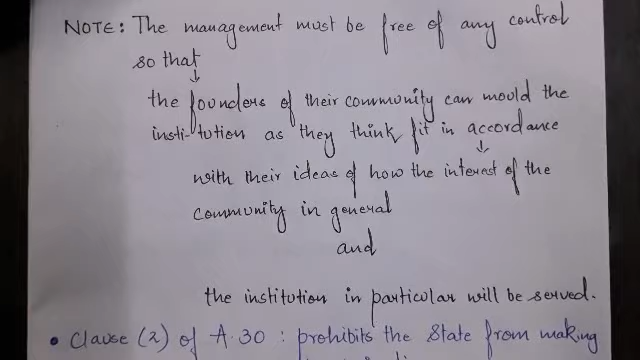 NOTE: The management must be free of any control
so that
↓
the founders of their community can mould the
insti-tution as they think fit in accordance
↓
with their ideas of how the interest of the
community in general
and
the institution in particular will be served.
• Clause (2) of A.30 : prohibits the State from making